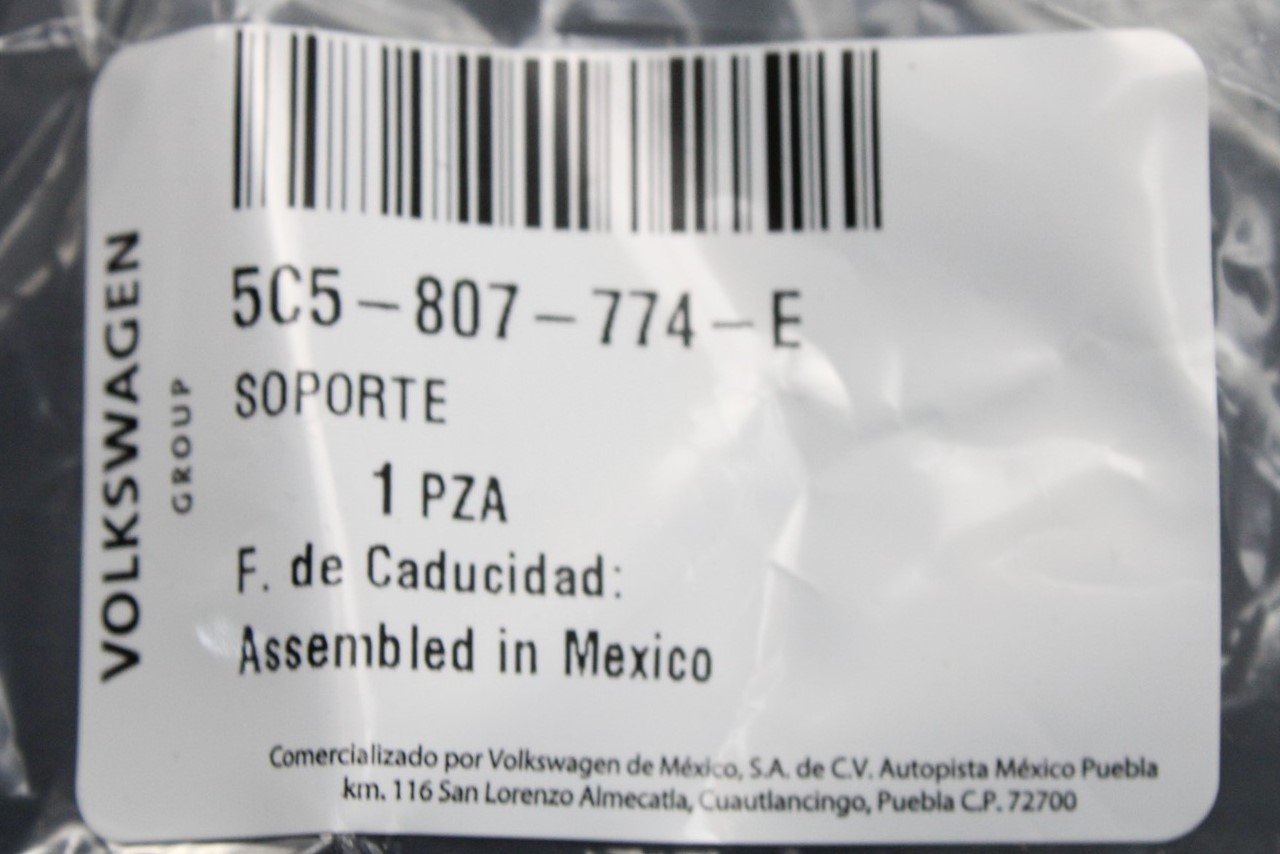 VOLKSWAGEN
GROUP
5C5-807-774-E
SOPORTE
1 PZA
F. de Caducidad:
Assembled in Mexico
Comercializado por Volkswagen de México, S.A. de C.V. Autopista México Puebla
km. 116 San Lorenzo Almecatla, Cuautlancingo, Puebla C.P. 72700